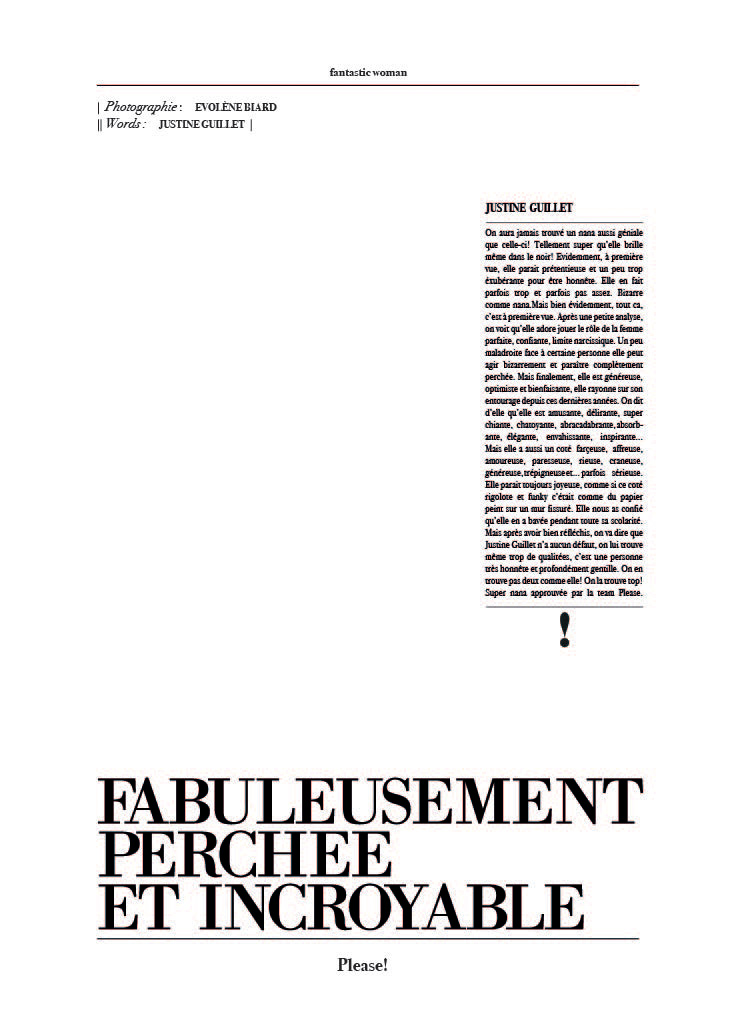 fantastic woman
| Photographie : EVOLÈNE BIARD
|| Words : JUSTINE GUILLET |
JUSTINE GUILLET
On aura jamais trouvé un nana aussi géniale
que celle-ci! Tellement super qu'elle brille
même dans le noir! Evidemment, à première
vue, elle parait prétentieuse et un peu trop
éxubérante pour être honnête. Elle en fait
parfois trop et parfois pas assez. Bizarre
comme nana.Mais bien évidemment, tout ca,
c'est à première vue. Après une petite analyse,
on voit qu'elle adore jouer le rôle de la femme
parfaite, confiante, limite narcissique. Un peu
maladroite face à certaine personne elle peut
agir bizarrement et paraître complètement
perchée. Mais finalement, elle est généreuse,
optimiste et bienfaisante, elle rayonne sur son
entourage depuis ces dernières années. On dit
d'elle qu'elle est amusante, délirante, super
chiante, chatoyante, abracadabrante, absorb-
ante, élégante, envahissante, inspirante...
Mais elle a aussi un coté farçeuse, affreuse,
amoureuse, paresseuse, rieuse, craneuse,
généreuse, trépigneuse et... parfois sérieuse.
Elle parait toujours joyeuse, comme si ce coté
rigolote et funky c'était comme du papier
peint sur un mur fissuré. Elle nous as confié
qu'elle en a bavée pendant toute sa scolarité.
Mais après avoir bien réfléchis, on va dire que
Justine Guillet n'a aucun défaut, on lui trouve
même trop de qualitées, c'est une personne
très honnête et profondément gentille. On en
trouve pas deux comme elle! On la trouve top!
Super nana approuvée par la team Please.
!
FABULEUSEMENT
PERCHEE
ET INCROYABLE
Please!